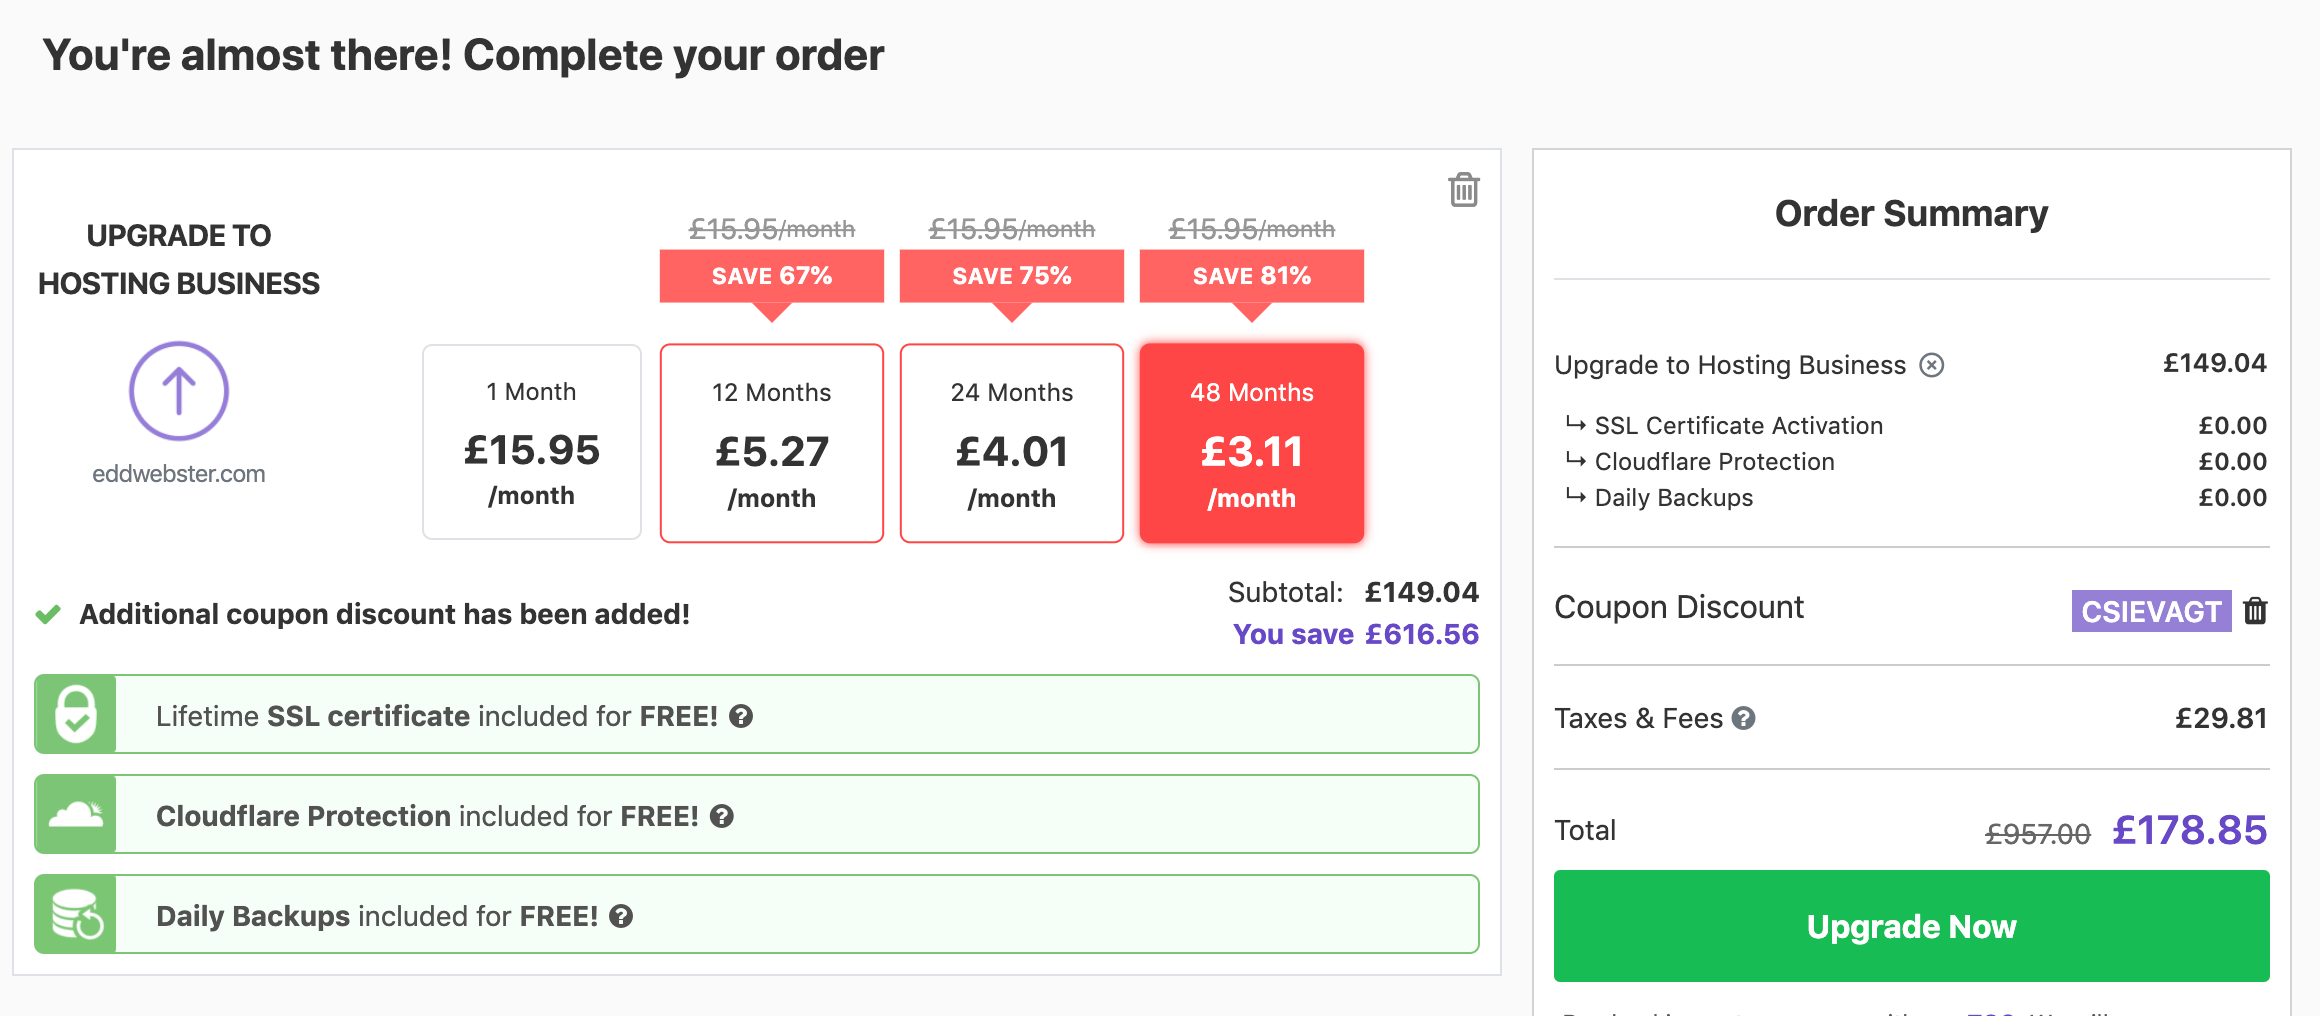 You're almost there! Complete your order
UPGRADE TO
HOSTING BUSINESS
eddwebster.com
£15.95/month £15.95/month £15.95/month
SAVE 67% SAVE 75% SAVE 81%
1 Month 12 Months 24 Months 48 Months
£15.95 £5.27 £4.01 £3.11
/month /month /month /month
Additional coupon discount has been added!
Subtotal: £149.04
You save £616.56
Lifetime SSL certificate included for FREE!
Cloudflare Protection included for FREE!
Daily Backups included for FREE!
Order Summary
Upgrade to Hosting Business £149.04
SSL Certificate Activation £0.00
Cloudflare Protection £0.00
Daily Backups £0.00
Coupon Discount CSIEVAGT
Taxes & Fees £29.81
Total £957.00 £178.85
Upgrade Now